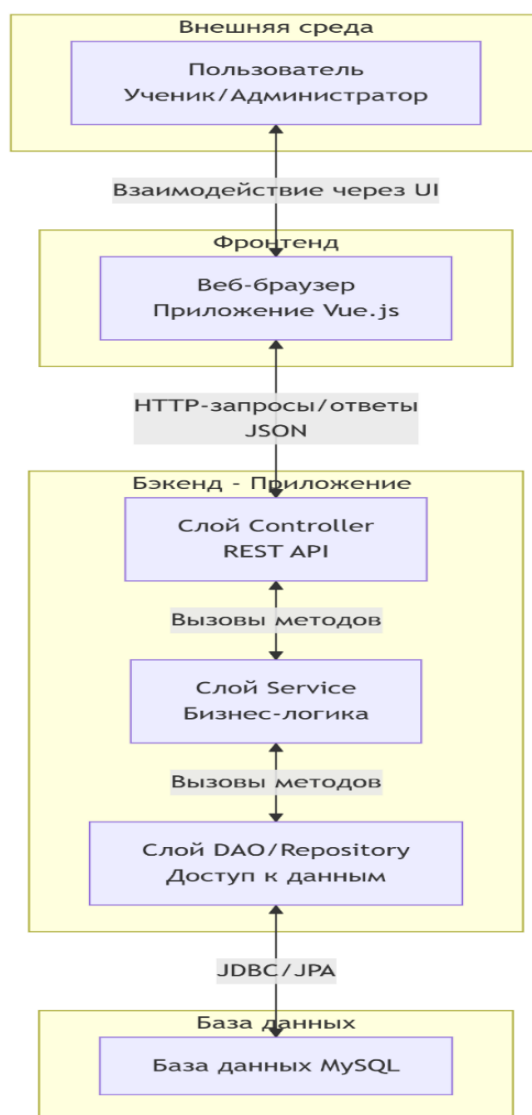 Внешняя среда
Пользователь
Ученик/Администратор
Взаимодействие через UI
Фронтенд
Веб-браузер
Приложение Vue.js
HTTP-запросы/ответы
JSON
Бэкенд - Приложение
Слой Controller
REST API
Вызовы методов
Слой Service
Бизнес-логика
Вызовы методов
Слой DAO/Repository
Доступ к данным
JDBC/JPA
База данных
База данных MySQL